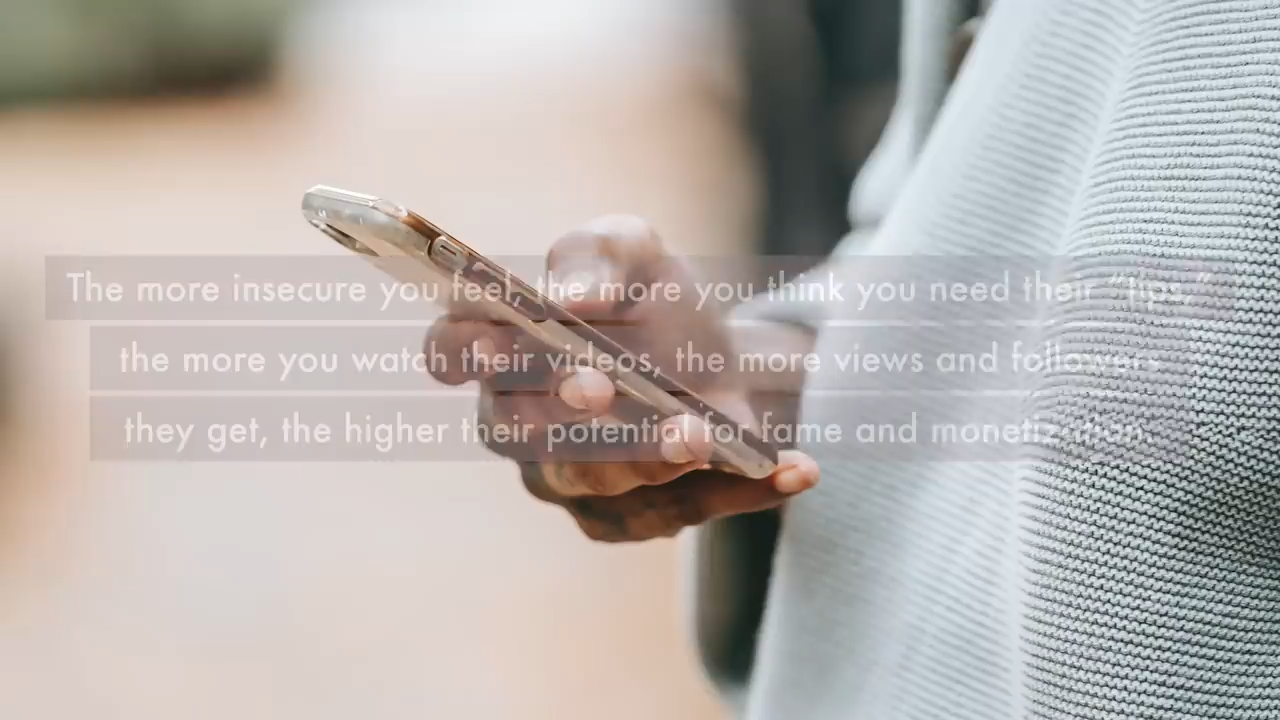 The more insecure you feel, the more you think you need their “tips,”
the more you watch their videos, the more views and followers
they get, the higher their potential for fame and monetization.